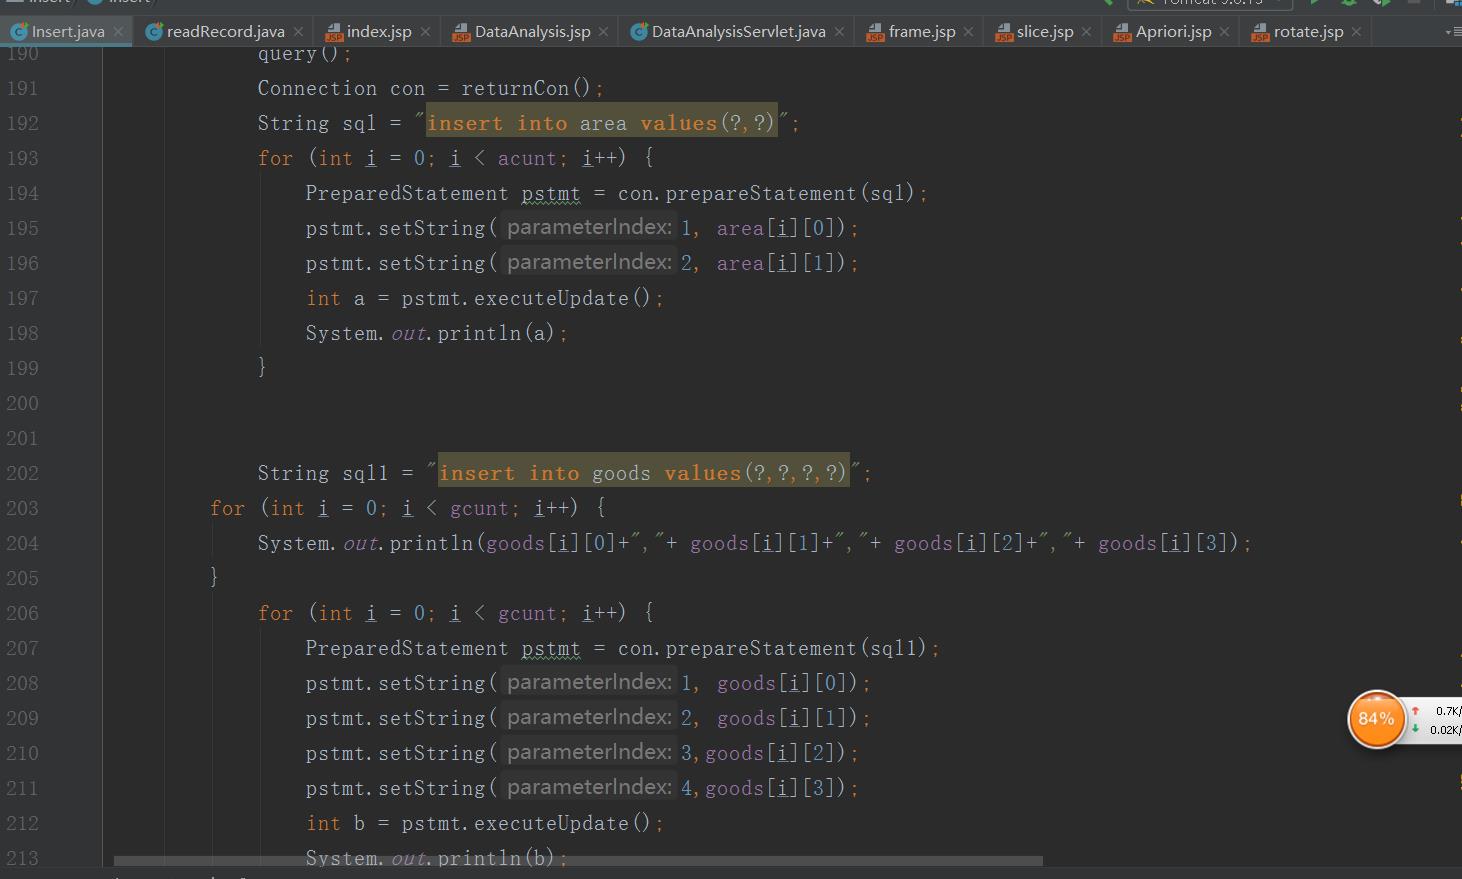 Insert.java readRecord.java index.jsp DataAnalysis.jsp DataAnalysisServlet.java frame.jsp slice.jsp Apriori.jsp rotate.jsp
190 query();
191 Connection con = returnCon();
192 String sql = "insert into area values(?,?)";
193 for (int i = 0; i < acunt; i++) {
194 PreparedStatement pstmt = con.prepareStatement(sql);
195 pstmt.setString( parameterIndex: 1, area[i][0]);
196 pstmt.setString( parameterIndex: 2, area[i][1]);
197 int a = pstmt.executeUpdate();
198 System.out.println(a);
199 }
200
201
202 String sql1 = "insert into goods values(?,?,?,?)";
203 for (int i = 0; i < gcunt; i++) {
204 System.out.println(goods[i][0]+","+ goods[i][1]+","+ goods[i][2]+","+ goods[i][3]);
205 }
206 for (int i = 0; i < gcunt; i++) {
207 PreparedStatement pstmt = con.prepareStatement(sql1);
208 pstmt.setString( parameterIndex: 1, goods[i][0]);
209 pstmt.setString( parameterIndex: 2, goods[i][1]);
210 pstmt.setString( parameterIndex: 3,goods[i][2]);
211 pstmt.setString( parameterIndex: 4,goods[i][3]);
212 int b = pstmt.executeUpdate();
213 System.out.println(b);
84%
0.7K/
0.02K/